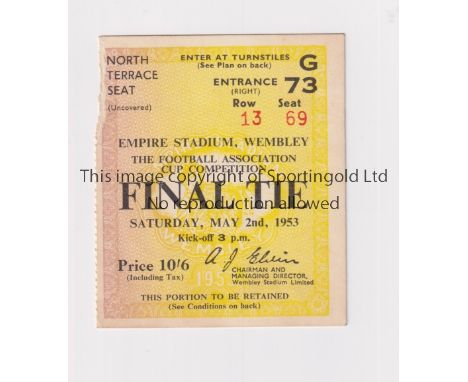 NORTH
TERRACE
SEAT
(Uncovered)
ENTER AT TURNSTILES G
(See Plan on back)
ENTRANCE 73
(RIGHT)
Row Seat
13 69
EMPIRE STADIUM, WEMBLEY
THE FOOTBALL ASSOCIATION
CUP COMPETITION
This image copyright of Sportingold Ltd
FINAL TIE
No reproduction allowed
SATURDAY, MAY 2nd, 1953
Kick-off 3 p.m.
Price 10/6
(Including Tax)
A J Elvin
CHAIRMAN AND
MANAGING DIRECTOR,
Wembley Stadium Limited
THIS PORTION TO BE RETAINED
(See Conditions on back)